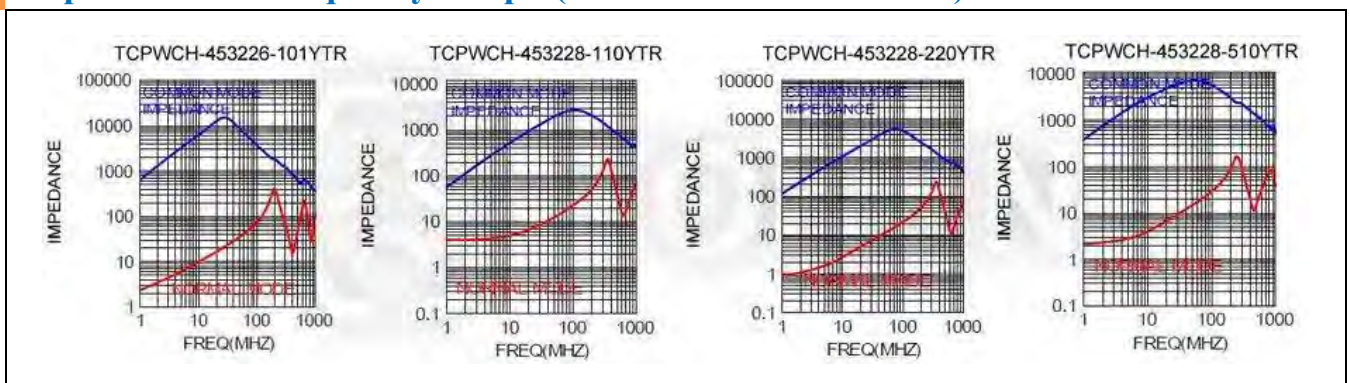 TCPWCH-453226-101YTR
100000
10000
1000
100
10
1
IMPEDANCE
COMMON MODE
IMPEDANCE
NORMAL MODE
1
10
100
1000
FREQ(MHZ)
TCPWCH-453228-110YTR
10000
1000
100
10
1
0.1
IMPEDANCE
COMMON MODE
IMPEDANCE
NORMAL MODE
1
10
100
1000
FREQ(MHZ)
TCPWCH-453228-220YTR
100000
10000
1000
100
10
1
0.1
IMPEDANCE
COMMON MODE
IMPEDANCE
NORMAL MODE
1
10
100
1000
FREQ(MHZ)
TCPWCH-453228-510YTR
10000
1000
100
10
1
0.1
IMPEDANCE
COMMON MODE
IMPEDANCE
NORMAL MODE
1
10
100
1000
FREQ(MHZ)